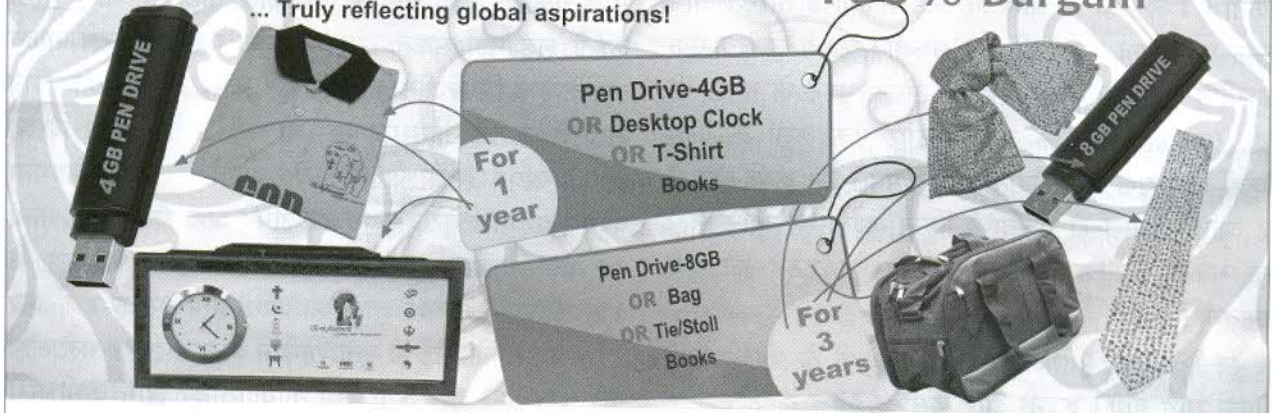 ... Truly reflecting global aspirations!
4 GB PEN DRIVE
GOD
Pen Drive-4GB
OR Desktop Clock
OR T-Shirt
Books
For
1
year
Pen Drive-8GB
OR Bag
OR Tie/Stoll
Books
For
3
years
8 GB PEN DRIVE